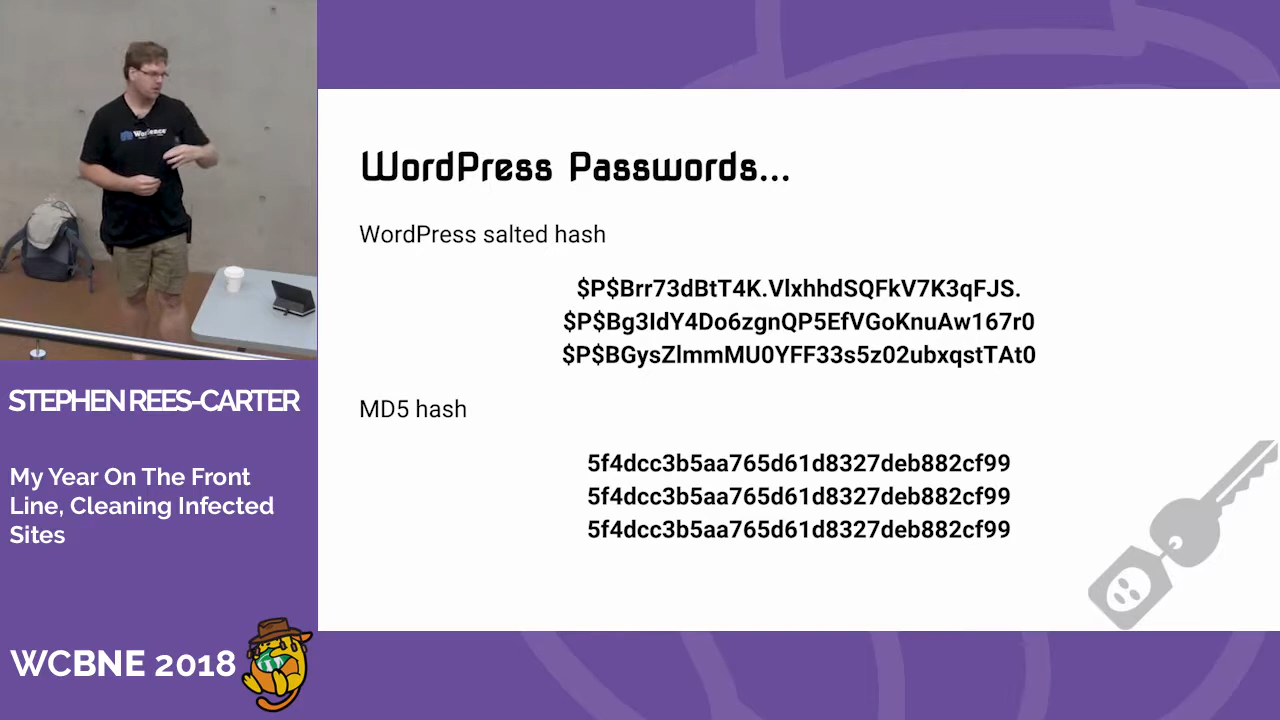 WordPress Passwords...
WordPress salted hash
$P$Brr73dBtT4K.VlxhhdSQFkV7K3qFJS.
$P$Bg3IdY4Do6zgnQP5EfVGoKnuAw167r0
$P$BGysZlmmMU0YFF33s5z02ubxqstTAt0
MD5 hash
5f4dcc3b5aa765d61d8327deb882cf99
5f4dcc3b5aa765d61d8327deb882cf99
5f4dcc3b5aa765d61d8327deb882cf99
STEPHEN REES-CARTER
My Year On The Front
Line, Cleaning Infected
Sites
WCBNE 2018